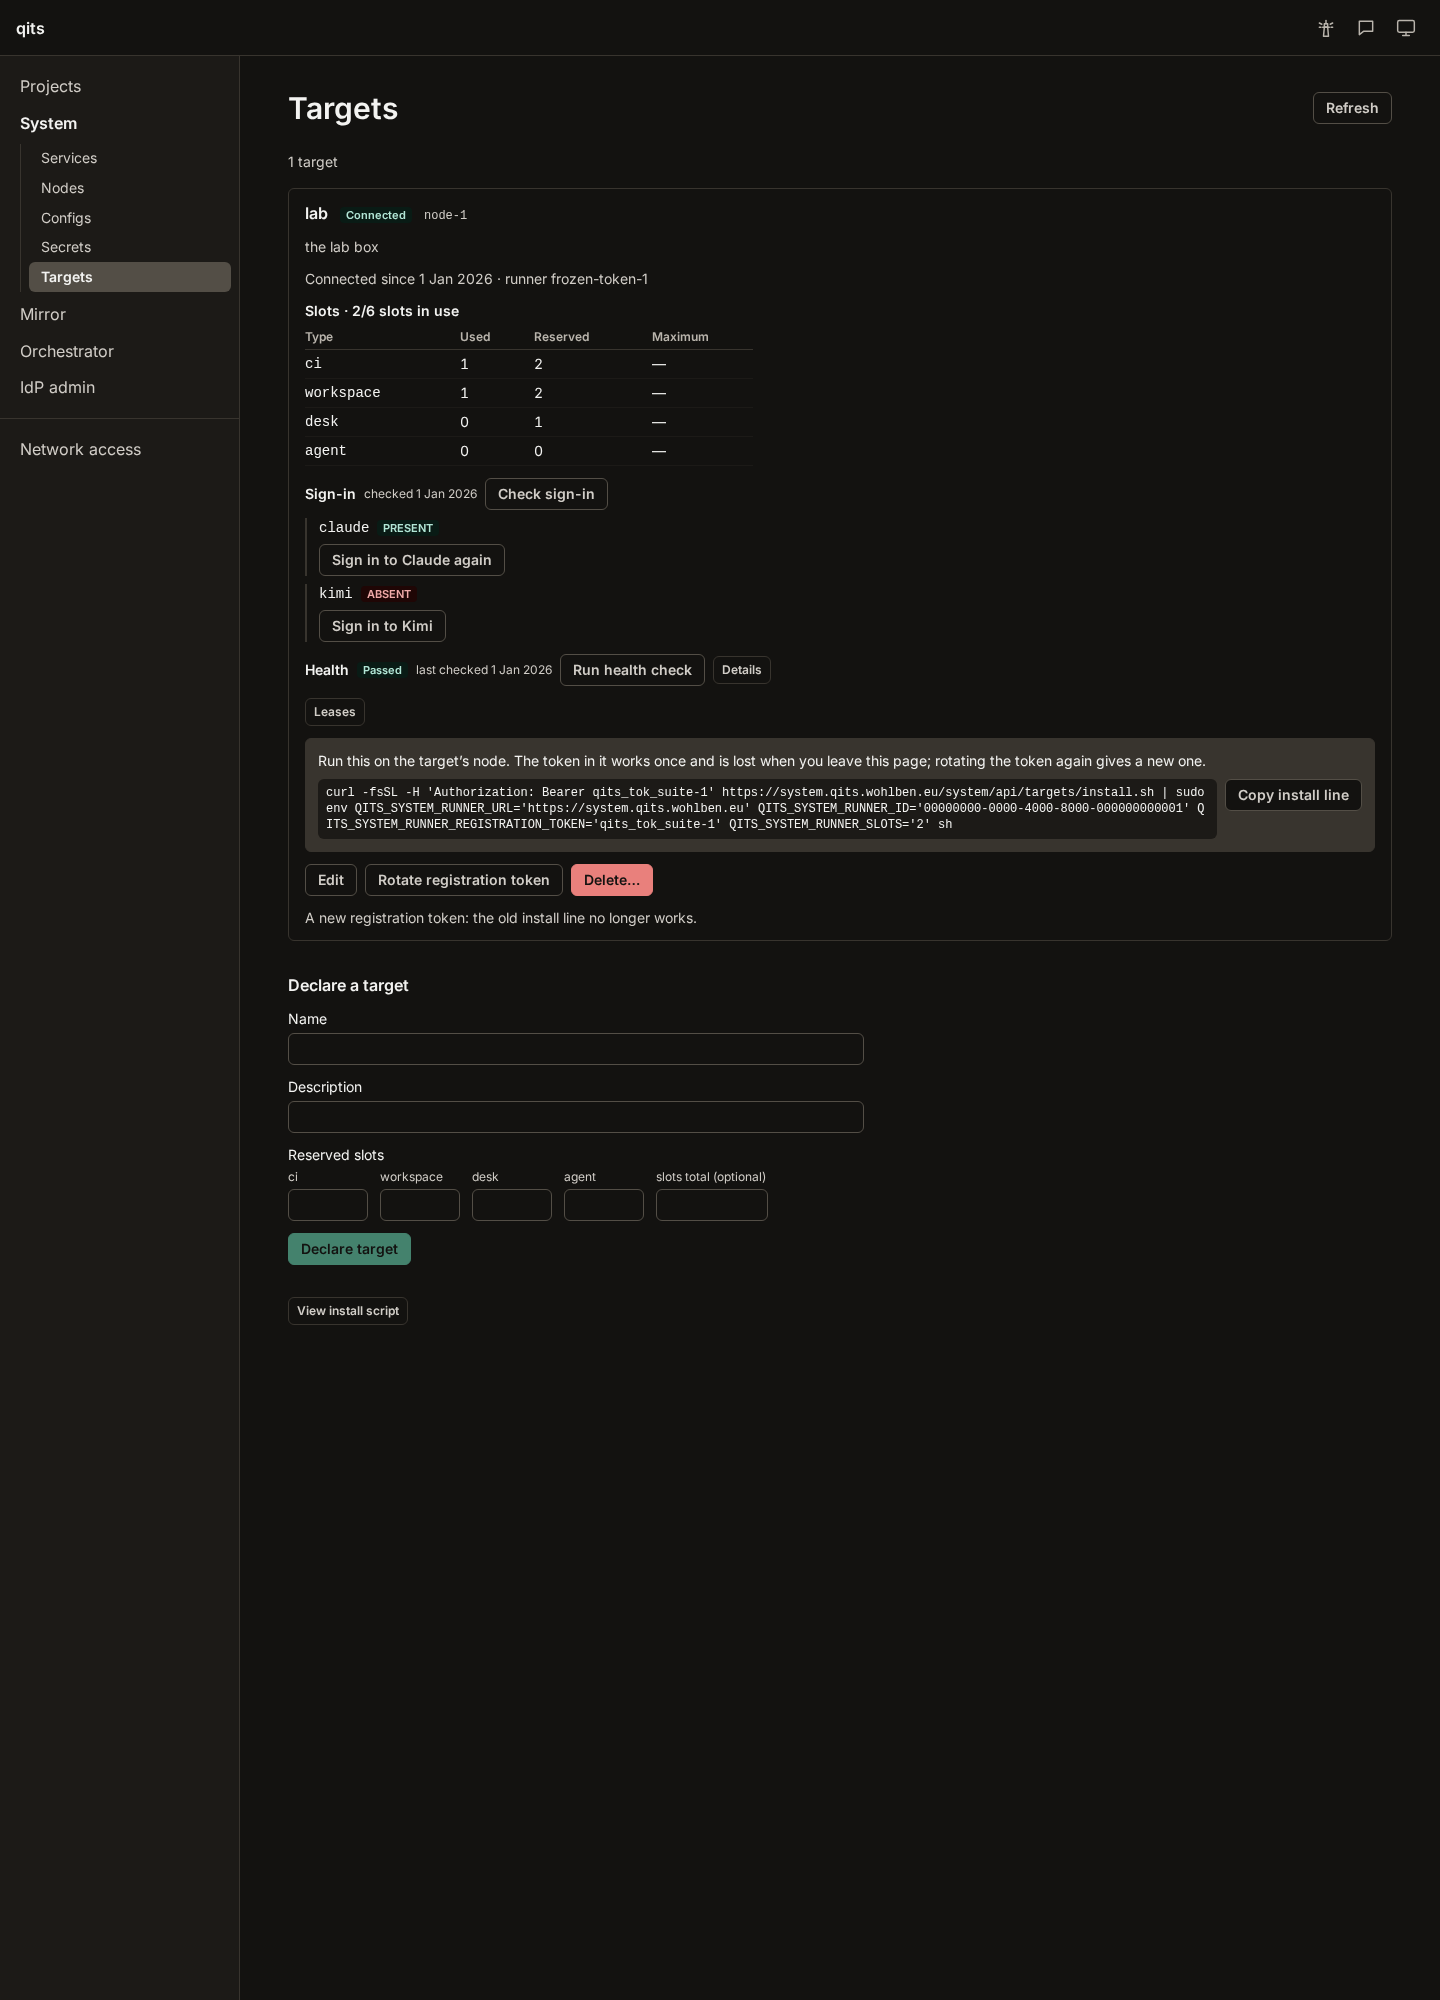 qits
Projects
System
Services
Nodes
Configs
Secrets
Targets
Mirror
Orchestrator
IdP admin
Network access
Targets
Refresh
1 target
lab Connected node-1
the lab box
Connected since 1 Jan 2026 · runner frozen-token-1
Slots · 2/6 slots in use
Type Used Reserved Maximum
ci 1 2 —
workspace 1 2 —
desk 0 1 —
agent 0 0 —
Sign-in checked 1 Jan 2026 Check sign-in
claude PRESENT
Sign in to Claude again
kimi ABSENT
Sign in to Kimi
Health Passed last checked 1 Jan 2026 Run health check Details
Leases
Run this on the target’s node. The token in it works once and is lost when you leave this page; rotating the token again gives a new one.
curl -fsSL -H 'Authorization: Bearer qits_tok_suite-1' https://system.qits.wohlben.eu/system/api/targets/install.sh | sudo
env QITS_SYSTEM_RUNNER_URL='https://system.qits.wohlben.eu' QITS_SYSTEM_RUNNER_ID='00000000-0000-4000-8000-000000000001' Q
ITS_SYSTEM_RUNNER_REGISTRATION_TOKEN='qits_tok_suite-1' QITS_SYSTEM_RUNNER_SLOTS='2' sh
Copy install line
Edit Rotate registration token Delete…
A new registration token: the old install line no longer works.
Declare a target
Name
Description
Reserved slots
ci workspace desk agent slots total (optional)
Declare target
View install script